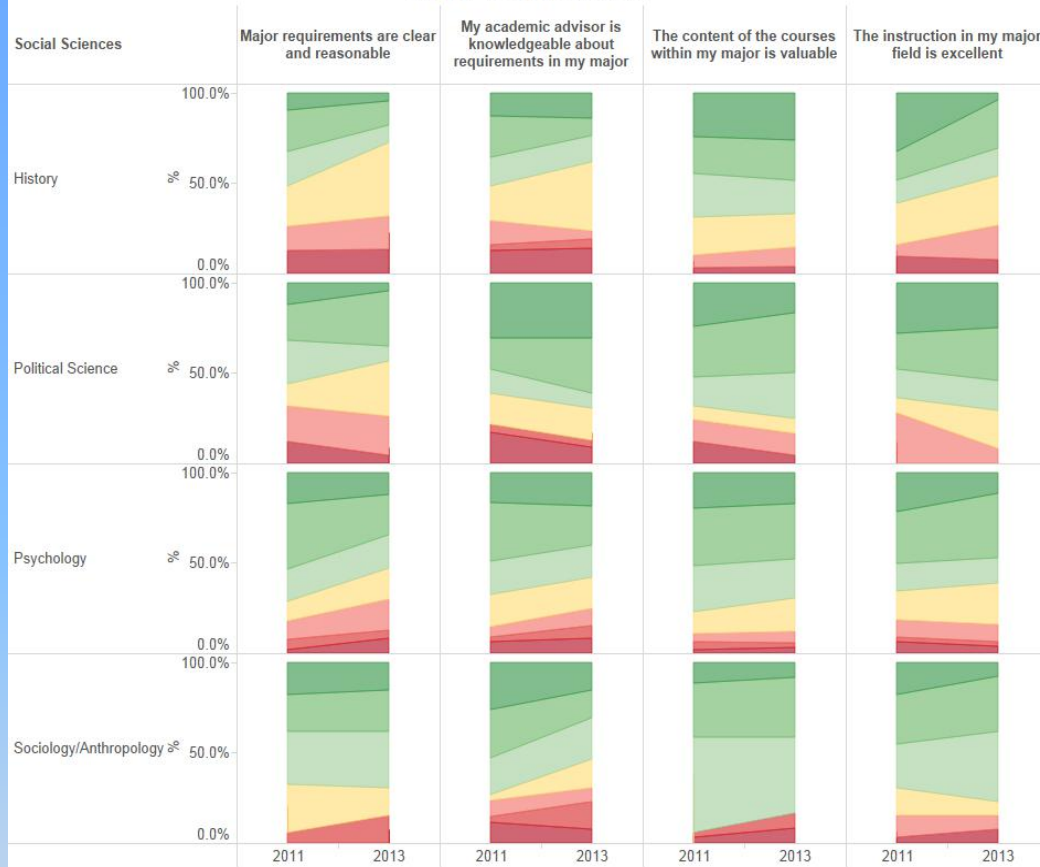 Social Sciences
Major requirements are clear
and reasonable
My academic advisor is
knowledgeable about
requirements in my major
The content of the courses
within my major is valuable
The instruction in my major
field is excellent
History
%
100.0%
50.0%
0.0%
Political Science
%
100.0%
50.0%
0.0%
Psychology
%
100.0%
50.0%
0.0%
Sociology/Anthropology
%
100.0%
50.0%
0.0%
2011 2013 2011 2013 2011 2013 2011 2013